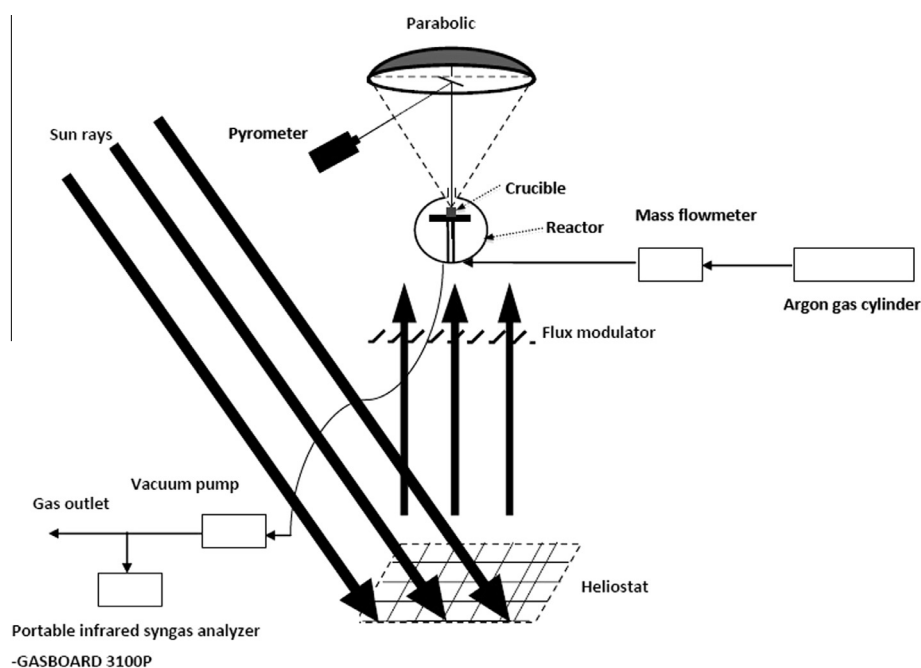 Parabolic
Sun rays
Pyrometer
Crucible
Reactor
Mass flowmeter
Argon gas cylinder
Flux modulator
Vacuum pump
Gas outlet
Heliostat
Portable infrared syngas analyzer
-GASBOARD 3100P